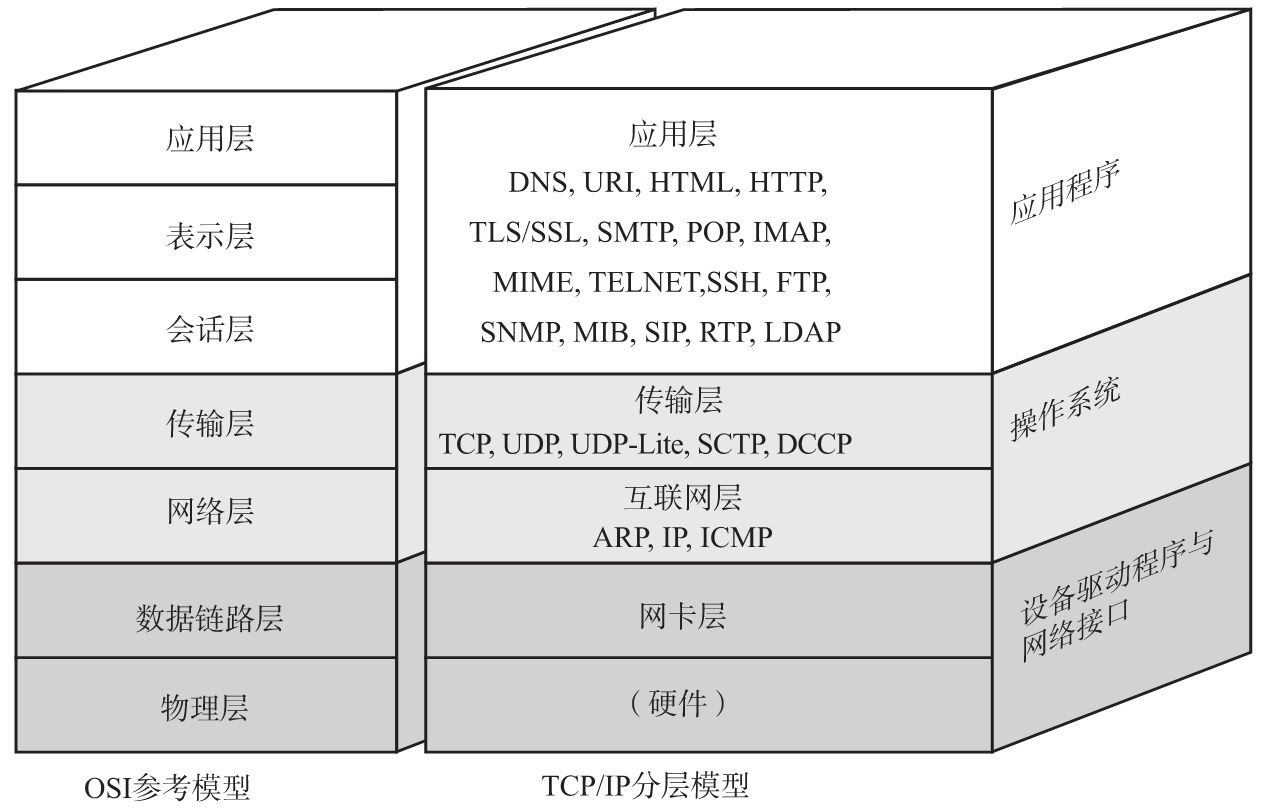 应用层
表示层
会话层
传输层
网络层
数据链路层
物理层
OSI参考模型
应用层
DNS, URI, HTML, HTTP,
TLS/SSL, SMTP, POP, IMAP,
MIME, TELNET,SSH, FTP,
SNMP, MIB, SIP, RTP, LDAP
传输层
TCP, UDP, UDP-Lite, SCTP, DCCP
互联网层
ARP, IP, ICMP
网卡层
（硬件）
TCP/IP分层模型
应用程序
操作系统
设备驱动程序与
网络接口